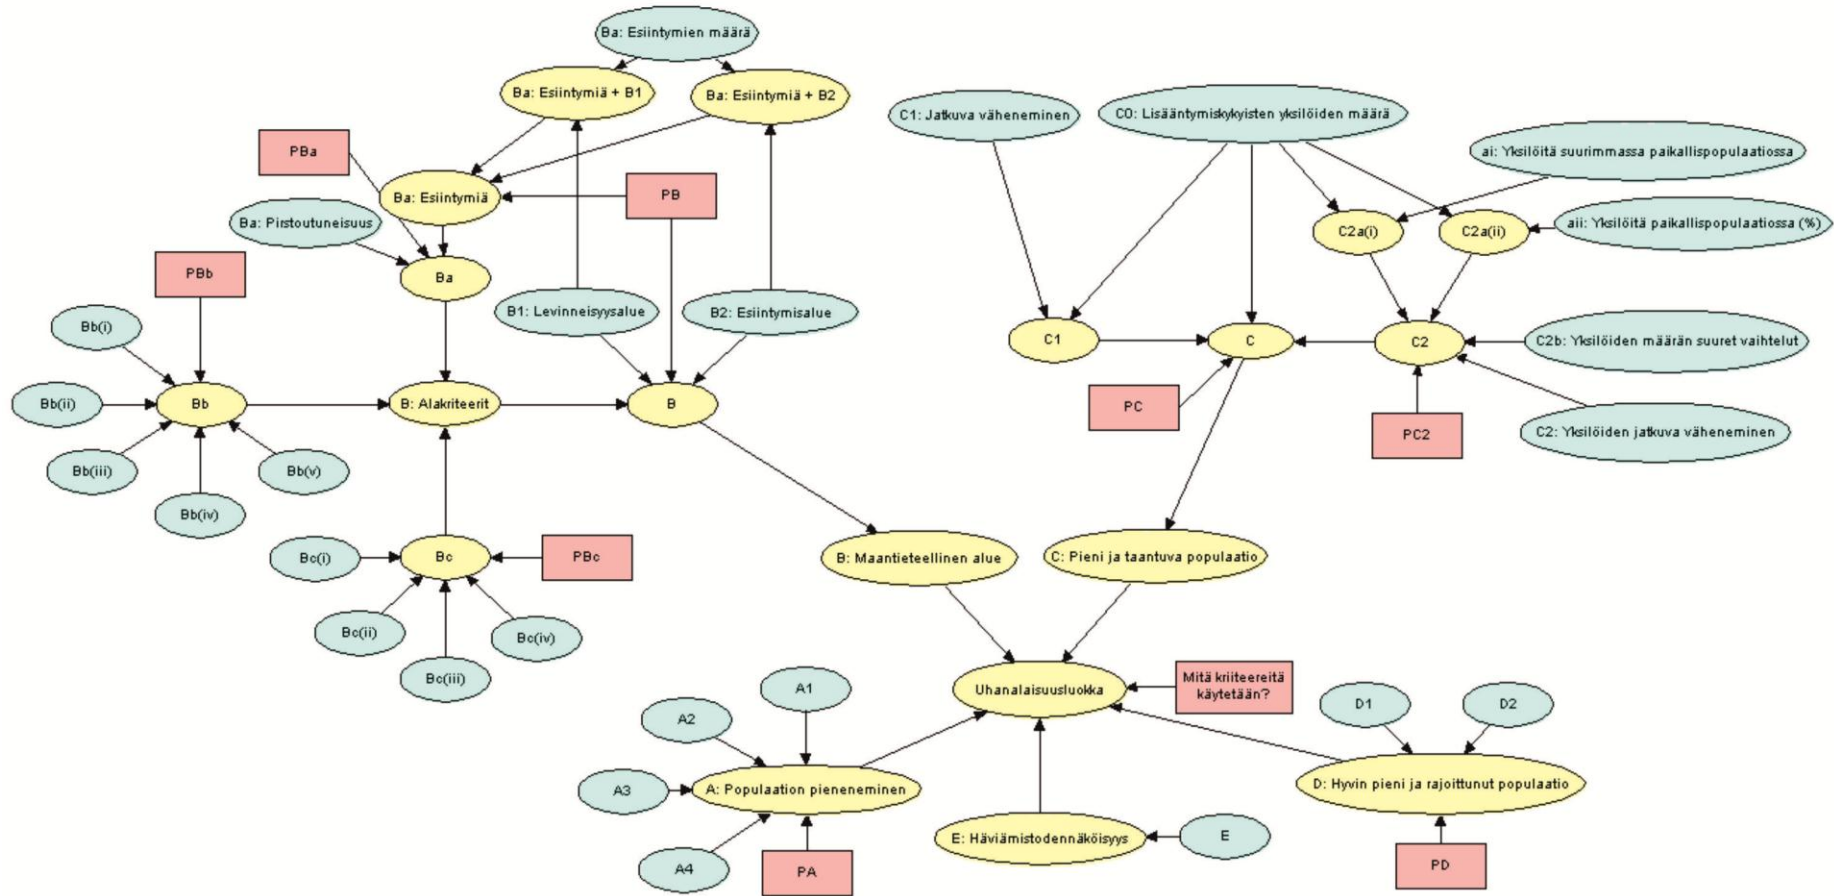 Ba: Esiintymien määrä
Ba: Esiintymiä + B1
Ba: Esiintymiä + B2
C1: Jatkuva väheneminen
C0: Lisääntymiskykyisten yksilöiden määrä
PBa
ai: Yksilöitä suurimmassa paikallispopulaatiossa
Ba: Esiintymiä
PB
Ba: Pirstoutuneisuus
C2a(i)
C2a(ii)
aii: Yksilöitä paikallispopulaatiossa (%)
PBb
Ba
B1: Levinneisyysalue
B2: Esiintymisalue
Bb(i)
C1
C
C2
C2b: Yksilöiden määrän suuret vaihtelut
Bb(ii)
Bb
B: Alakriteerit
B
PC
PC2
C2: Yksilöiden jatkuva väheneminen
Bb(iii)
Bb(v)
Bb(iv)
Bc(i)
Bc
PBc
B: Maantieteellinen alue
C: Pieni ja taantuva populaatio
Bc(ii)
Bc(iv)
Bc(iii)
A1
Uhanalaisuusluokka
Mitä kriiteereitä
käytetään?
A2
D1
D2
A3
A: Populaation pieneneminen
D: Hyvin pieni ja rajoittunut populaatio
E: Häviämistodennäköisyys
E
A4
PA
PD